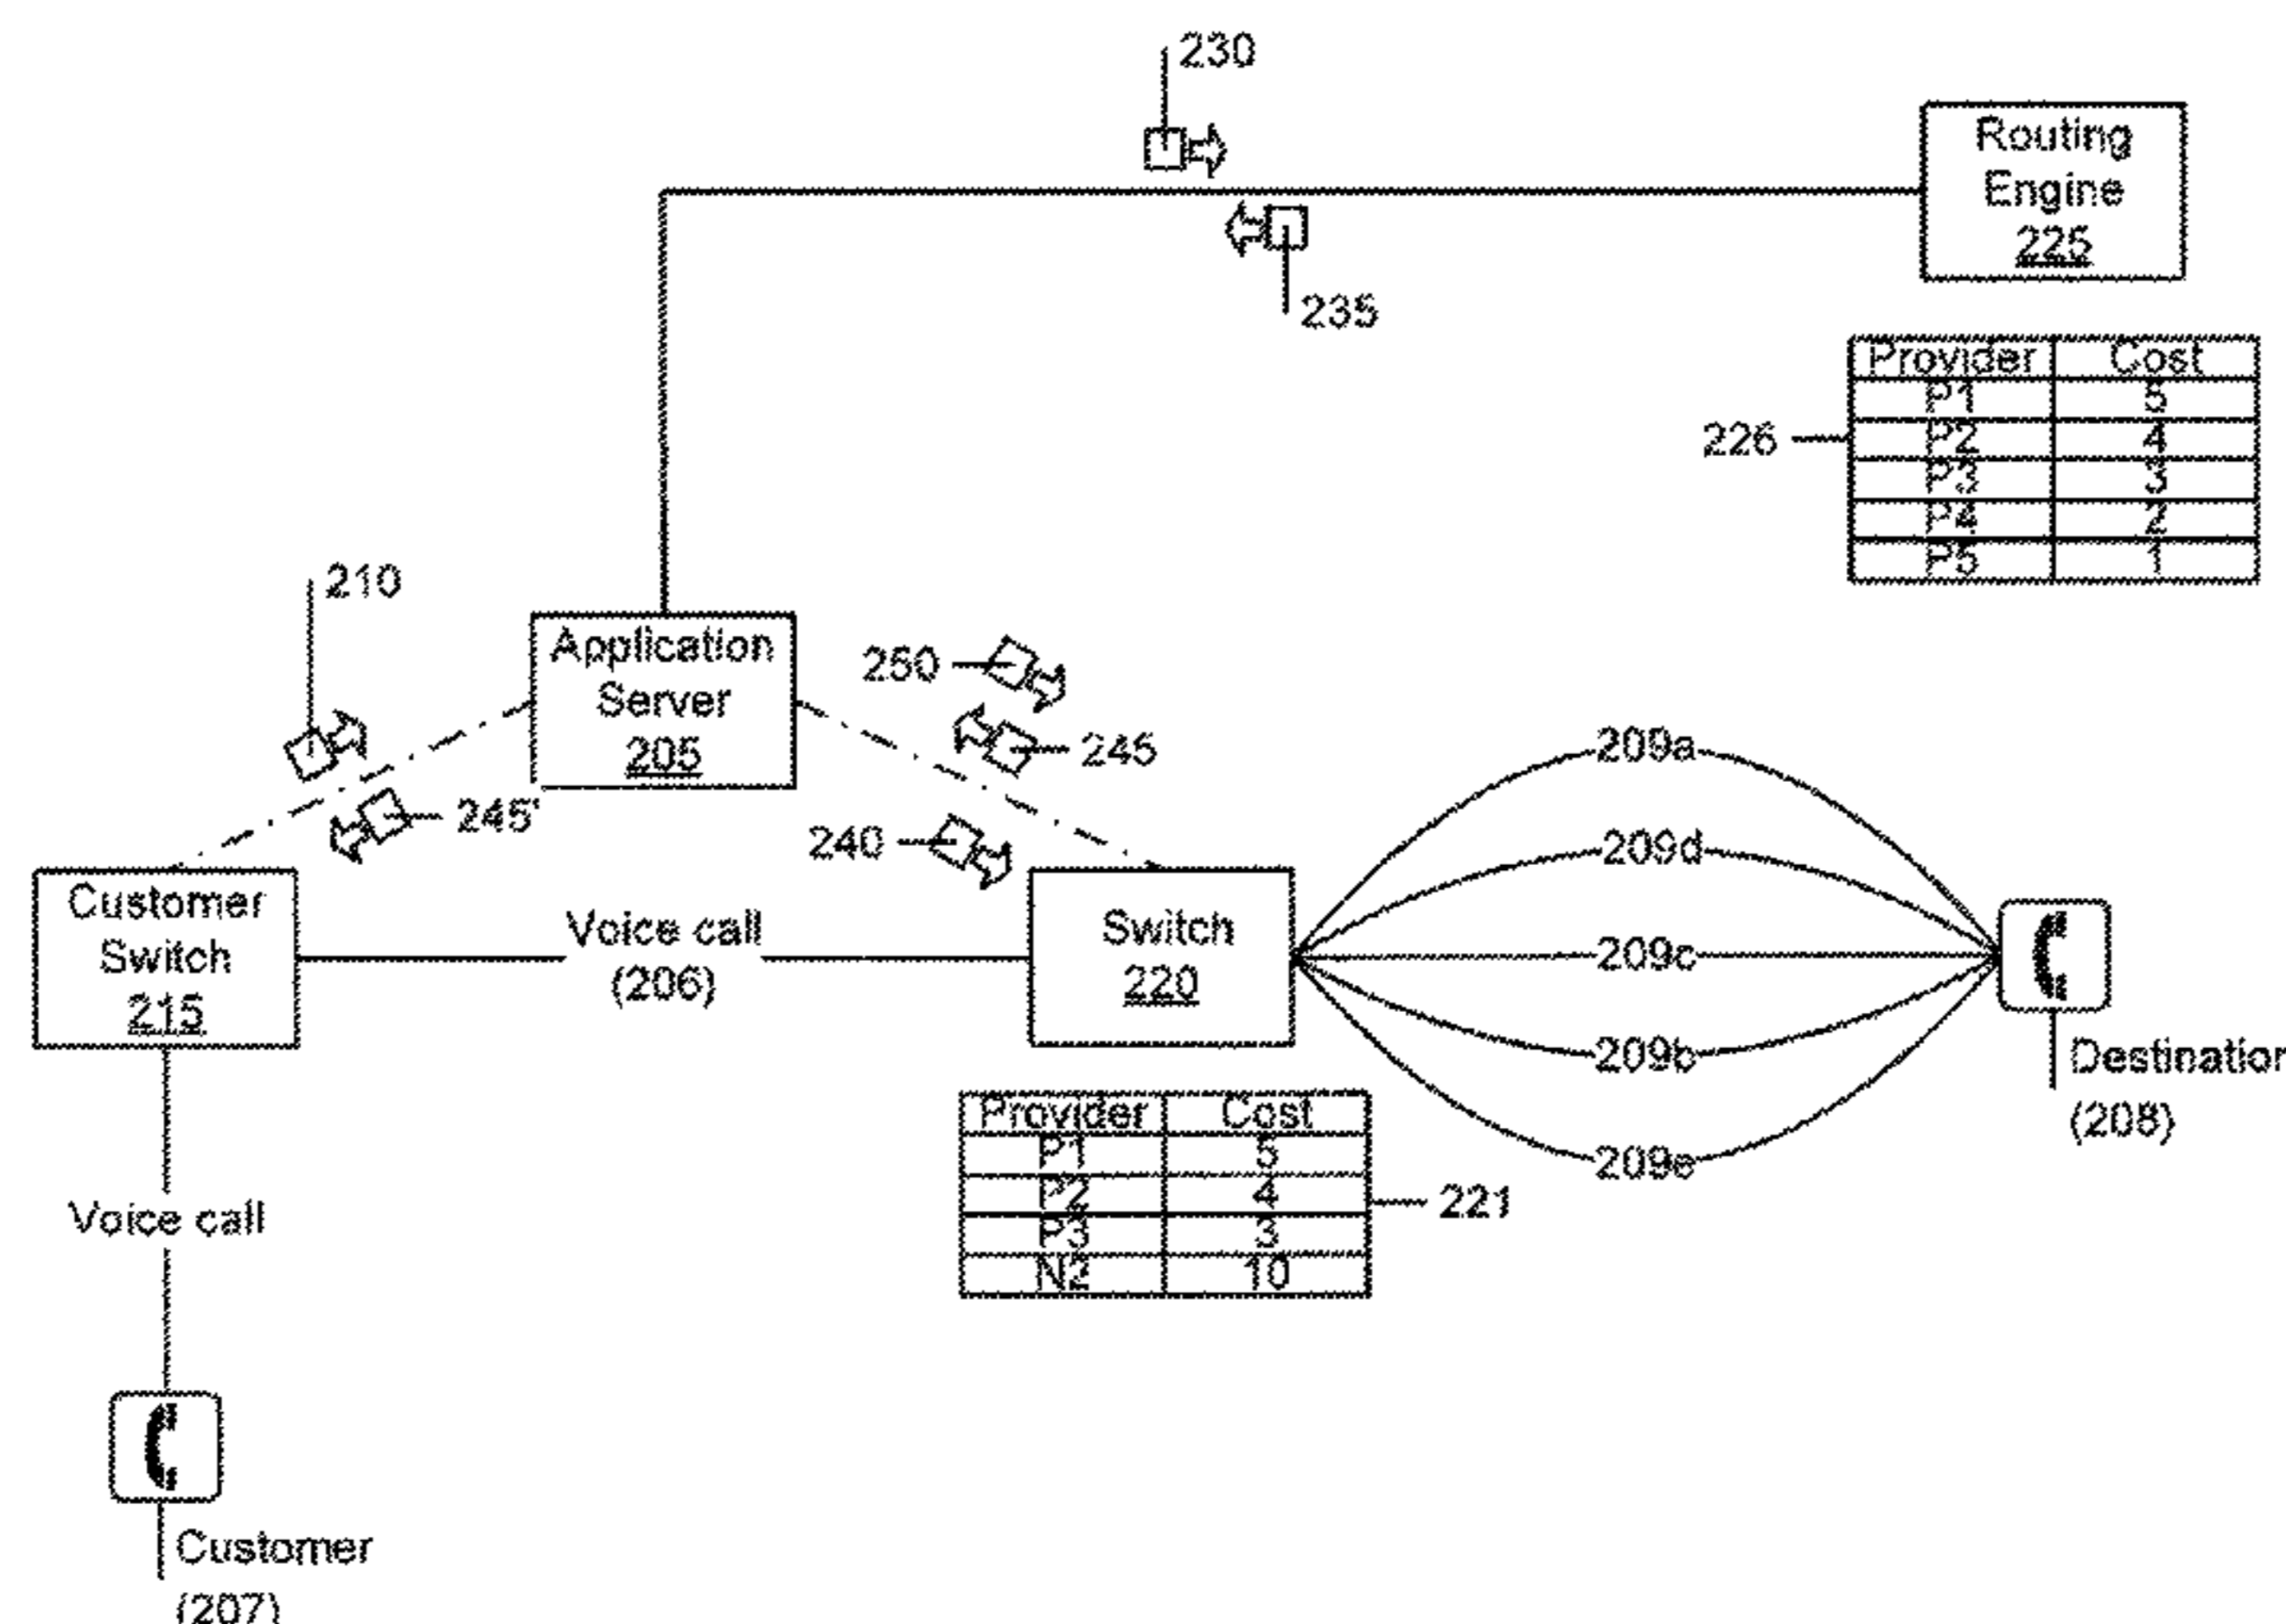 230
Routing
Engine
225
235
Provider Cost
P1 5
P2 4
P3 3
P4 2
P5 1
226
210
Application
Server
205
250
245
245'
240
209a
209d
209c
209b
209e
Customer
Switch
215
Voice call
(206)
Switch
220
Destination
(208)
Provider Cost
P1 5
P2 4
P3 3
N2 10
221
Voice call
Customer
(207)